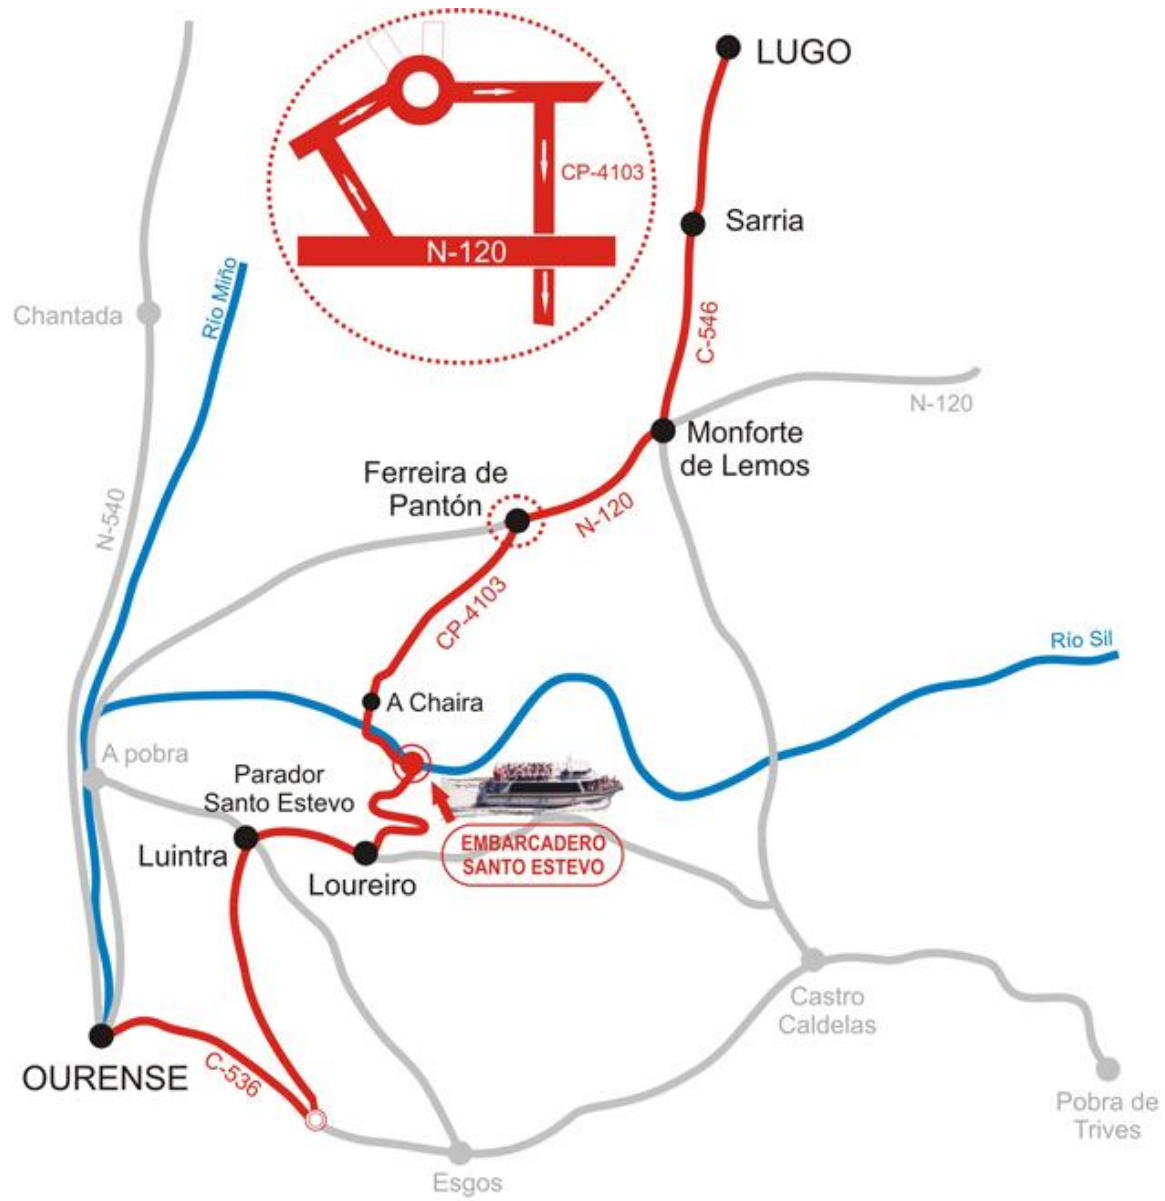 LUGO
CP-4103
Sarria
N-120
Río Miño
Chantada
C-546
N-120
Monforte
de Lemos
Ferreira de
Pantón
N-540
N-120
CP-4103
Río Sil
A Chaira
A pobra
Parador
Santo Estevo
EMBARCADERO
SANTO ESTEVO
Luintra
Loureiro
Castro
Caldelas
OURENSE
C-536
Pobra de
Trives
Esgos